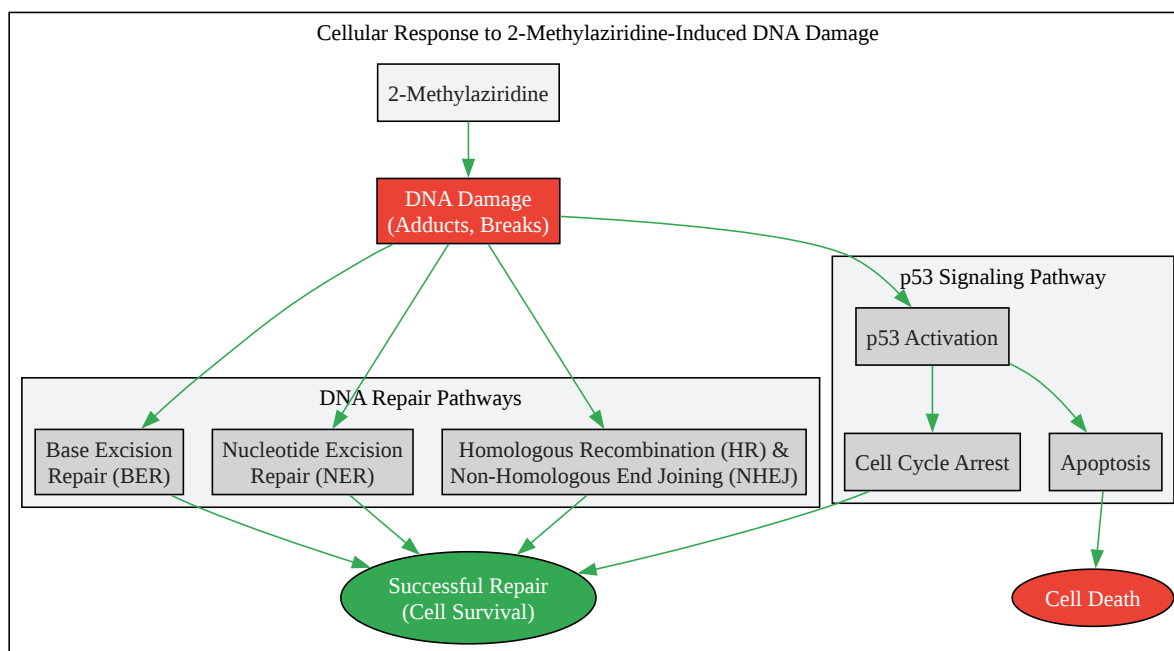 Cellular Response to 2-Methylaziridine-Induced DNA Damage
2-Methylaziridine
DNA Damage
(Adducts, Breaks)
p53 Signaling Pathway
p53 Activation
DNA Repair Pathways
Base Excision
Repair (BER)
Nucleotide Excision
Repair (NER)
Homologous Recombination (HR) &
Non-Homologous End Joining (NHEJ)
Cell Cycle Arrest
Apoptosis
Successful Repair
(Cell Survival)
Cell Death